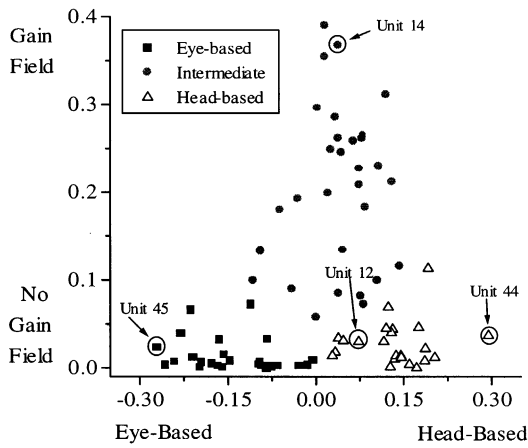 Gain
Field
0.4
Unit 14
Eye-based
Intermediate
Head-based
0.3
0.2
0.1
No
Gain
Field
Unit 45
Unit 12
Unit 44
0.0
-0.30
-0.15
0.00
0.15
0.30
Eye-Based
Head-Based